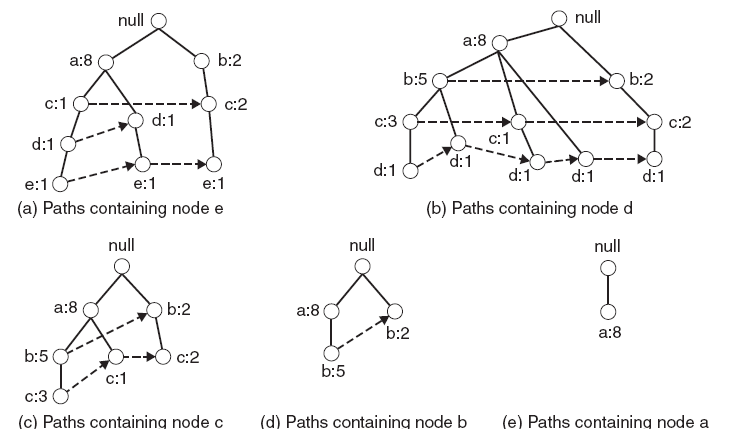 null
a:8
b:2
c:1
c:2
d:1
d:1
e:1
e:1
e:1
(a) Paths containing node e
null
a:8
b:5
b:2
c:3
c:1
c:2
d:1
d:1
d:1
d:1
d:1
(b) Paths containing node d
null
a:8
b:2
b:5
c:1
c:2
c:3
(c) Paths containing node c
null
a:8
b:2
b:5
(d) Paths containing node b
null
a:8
(e) Paths containing node a